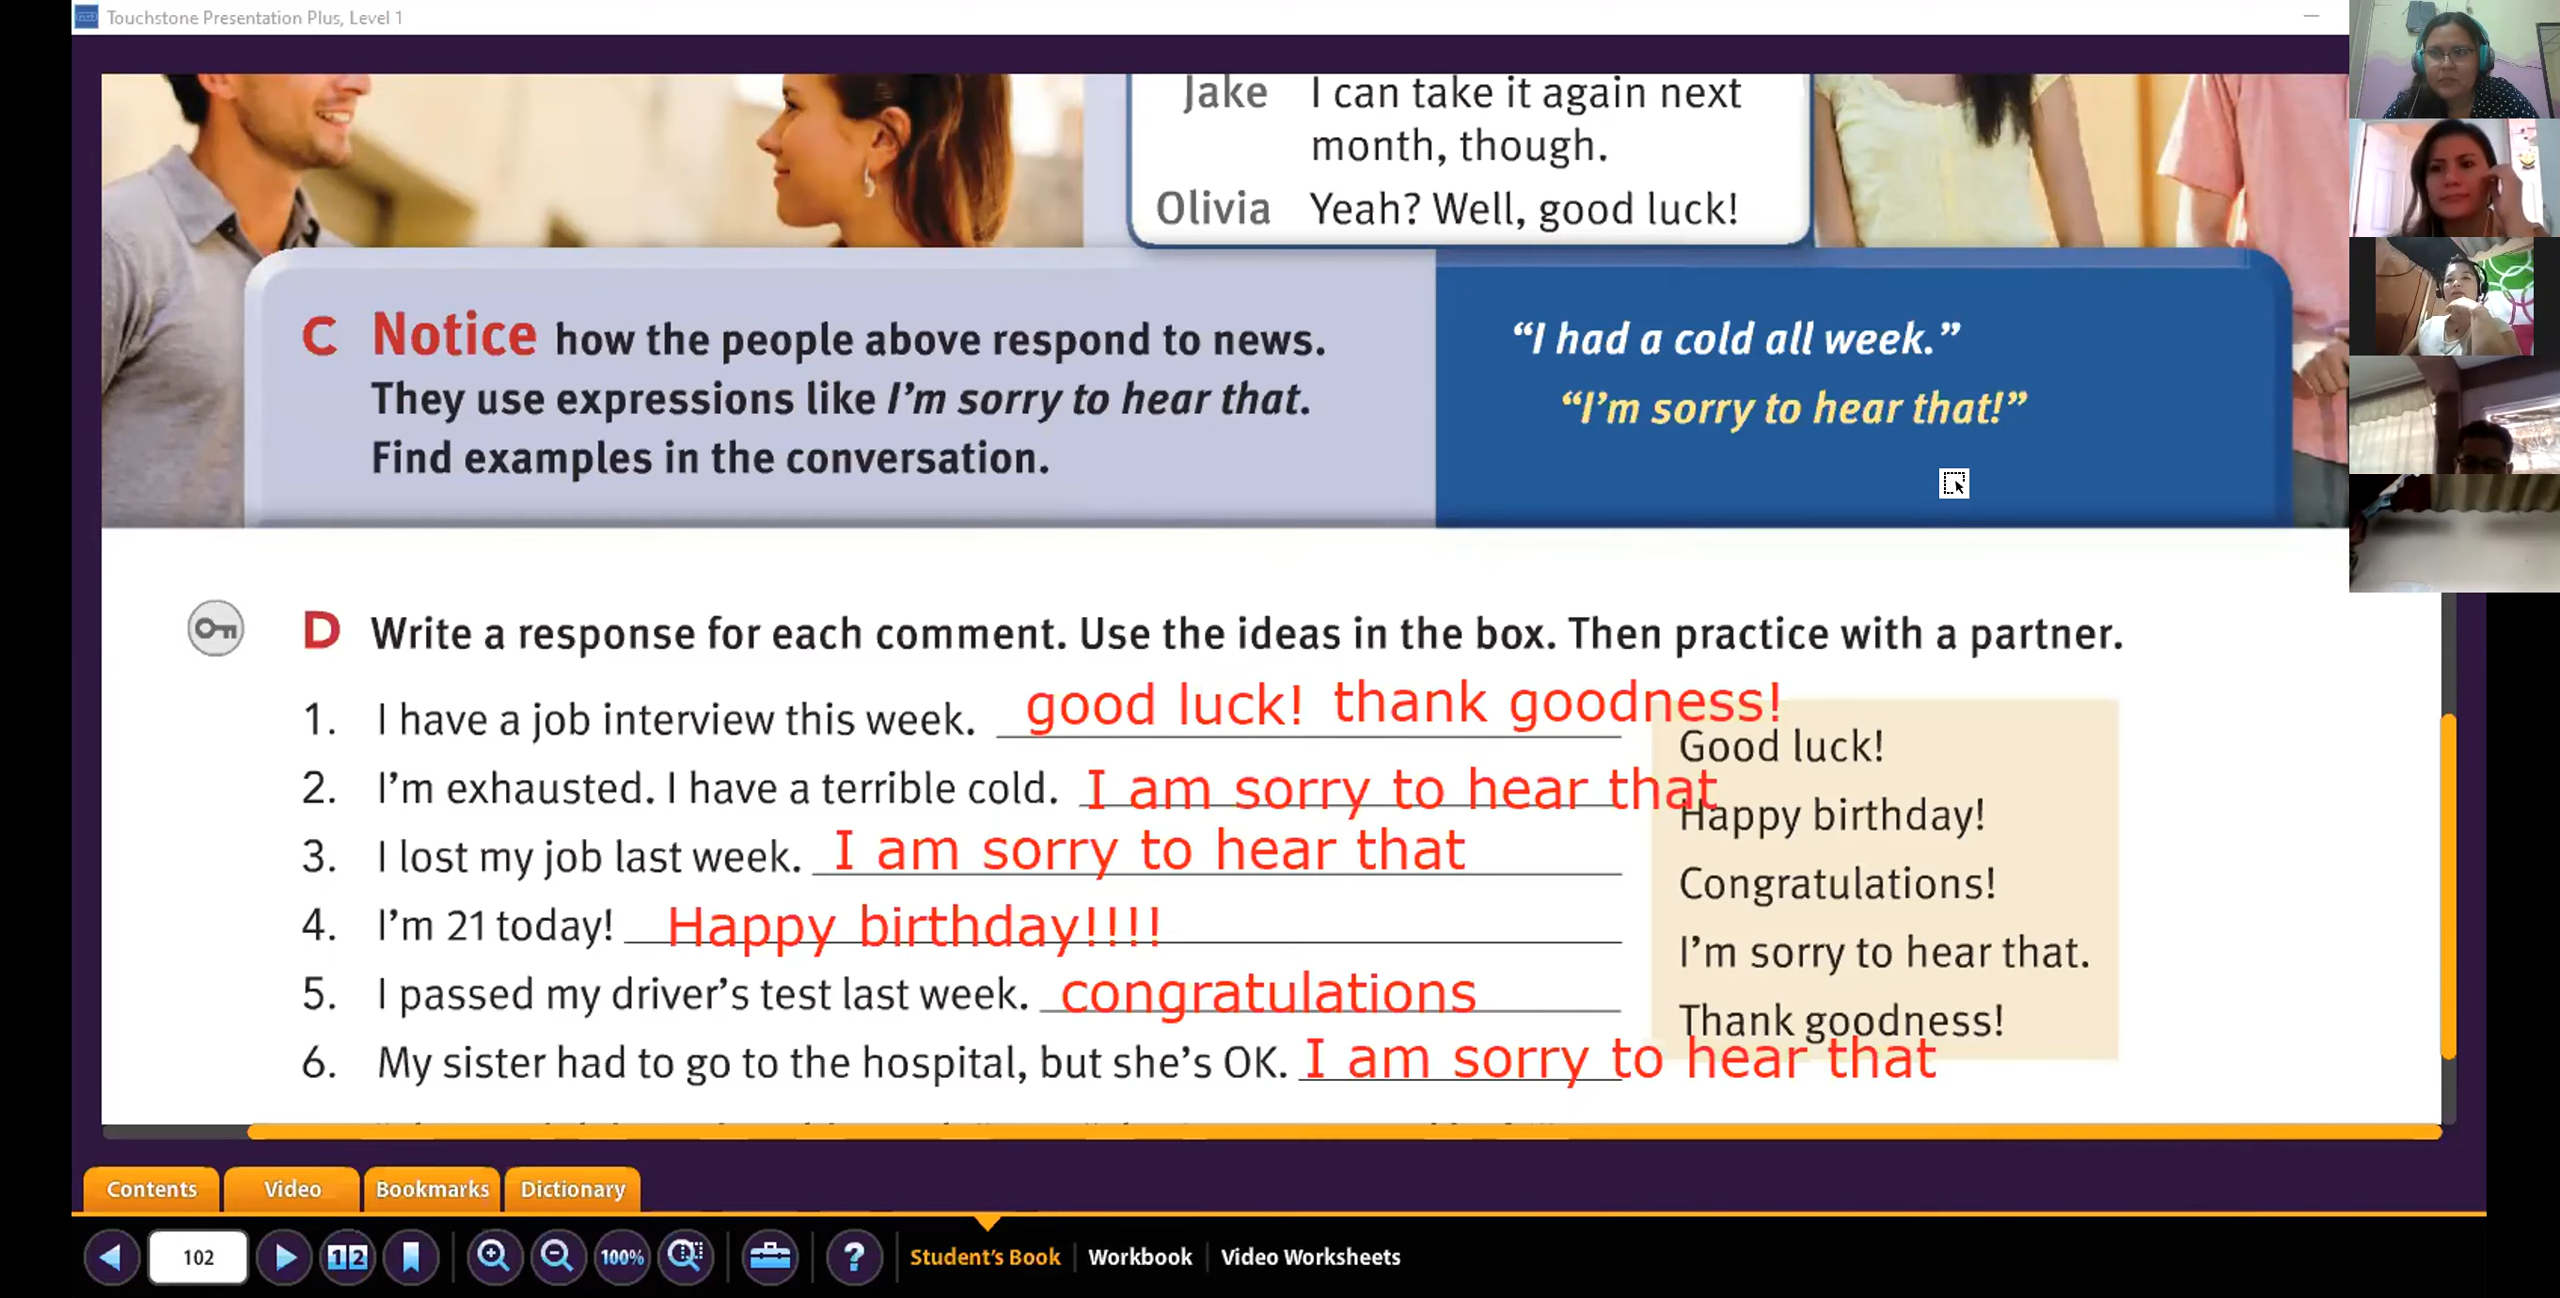 Touchstone Presentation Plus, Level 1
Jake I can take it again next
month, though.
Olivia Yeah? Well, good luck!
C Notice how the people above respond to news.
They use expressions like I'm sorry to hear that.
Find examples in the conversation.
“I had a cold all week.”
“I'm sorry to hear that!”
D Write a response for each comment. Use the ideas in the box. Then practice with a partner.
1. I have a job interview this week. good luck! thank goodness!
2. I'm exhausted. I have a terrible cold. I am sorry to hear that
3. I lost my job last week. I am sorry to hear that
4. I'm 21 today! Happy birthday!!!!
5. I passed my driver's test last week. congratulations
6. My sister had to go to the hospital, but she's OK. I am sorry to hear that
Good luck!
Happy birthday!
Congratulations!
I'm sorry to hear that.
Thank goodness!
Contents Video Bookmarks Dictionary
102 12 100% ? Student's Book Workbook Video Worksheets